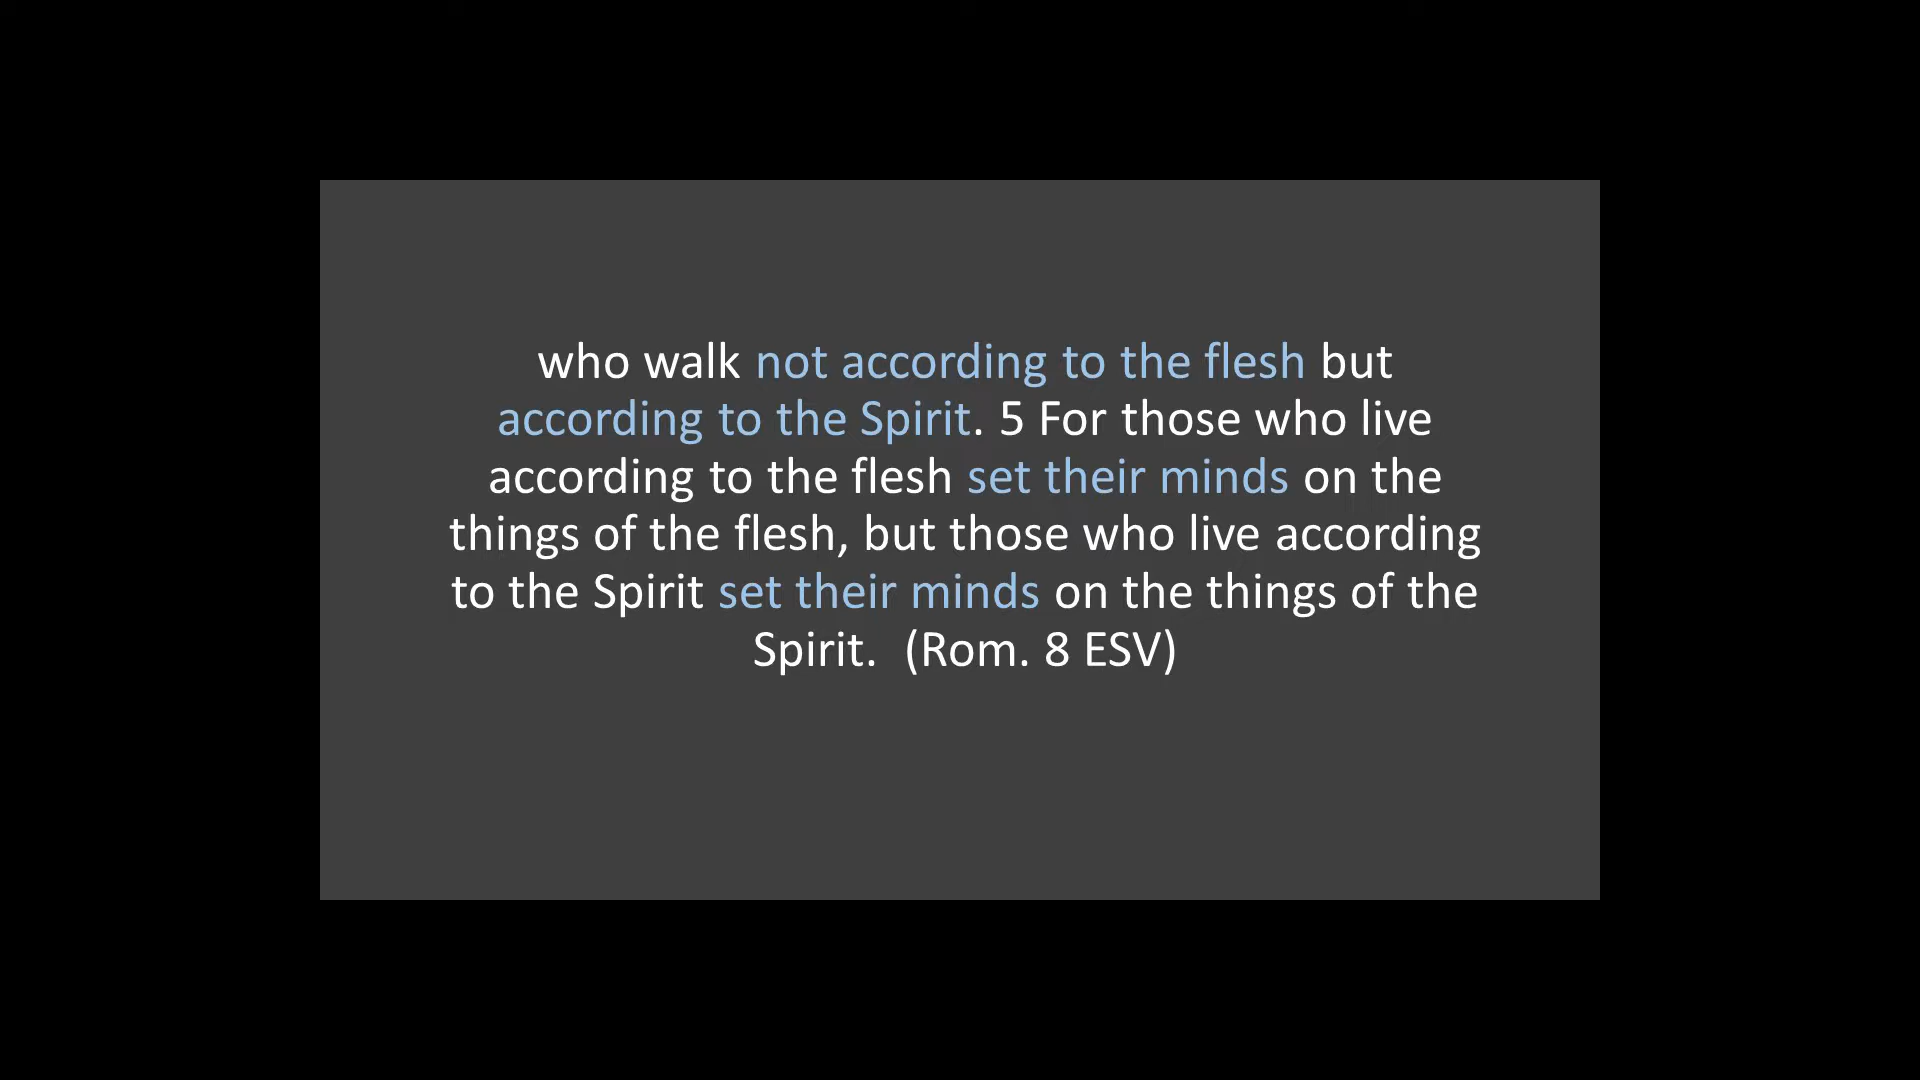 who walk not according to the flesh but
according to the Spirit. 5 For those who live
according to the flesh set their minds on the
things of the flesh, but those who live according
to the Spirit set their minds on the things of the
Spirit.  (Rom. 8 ESV)